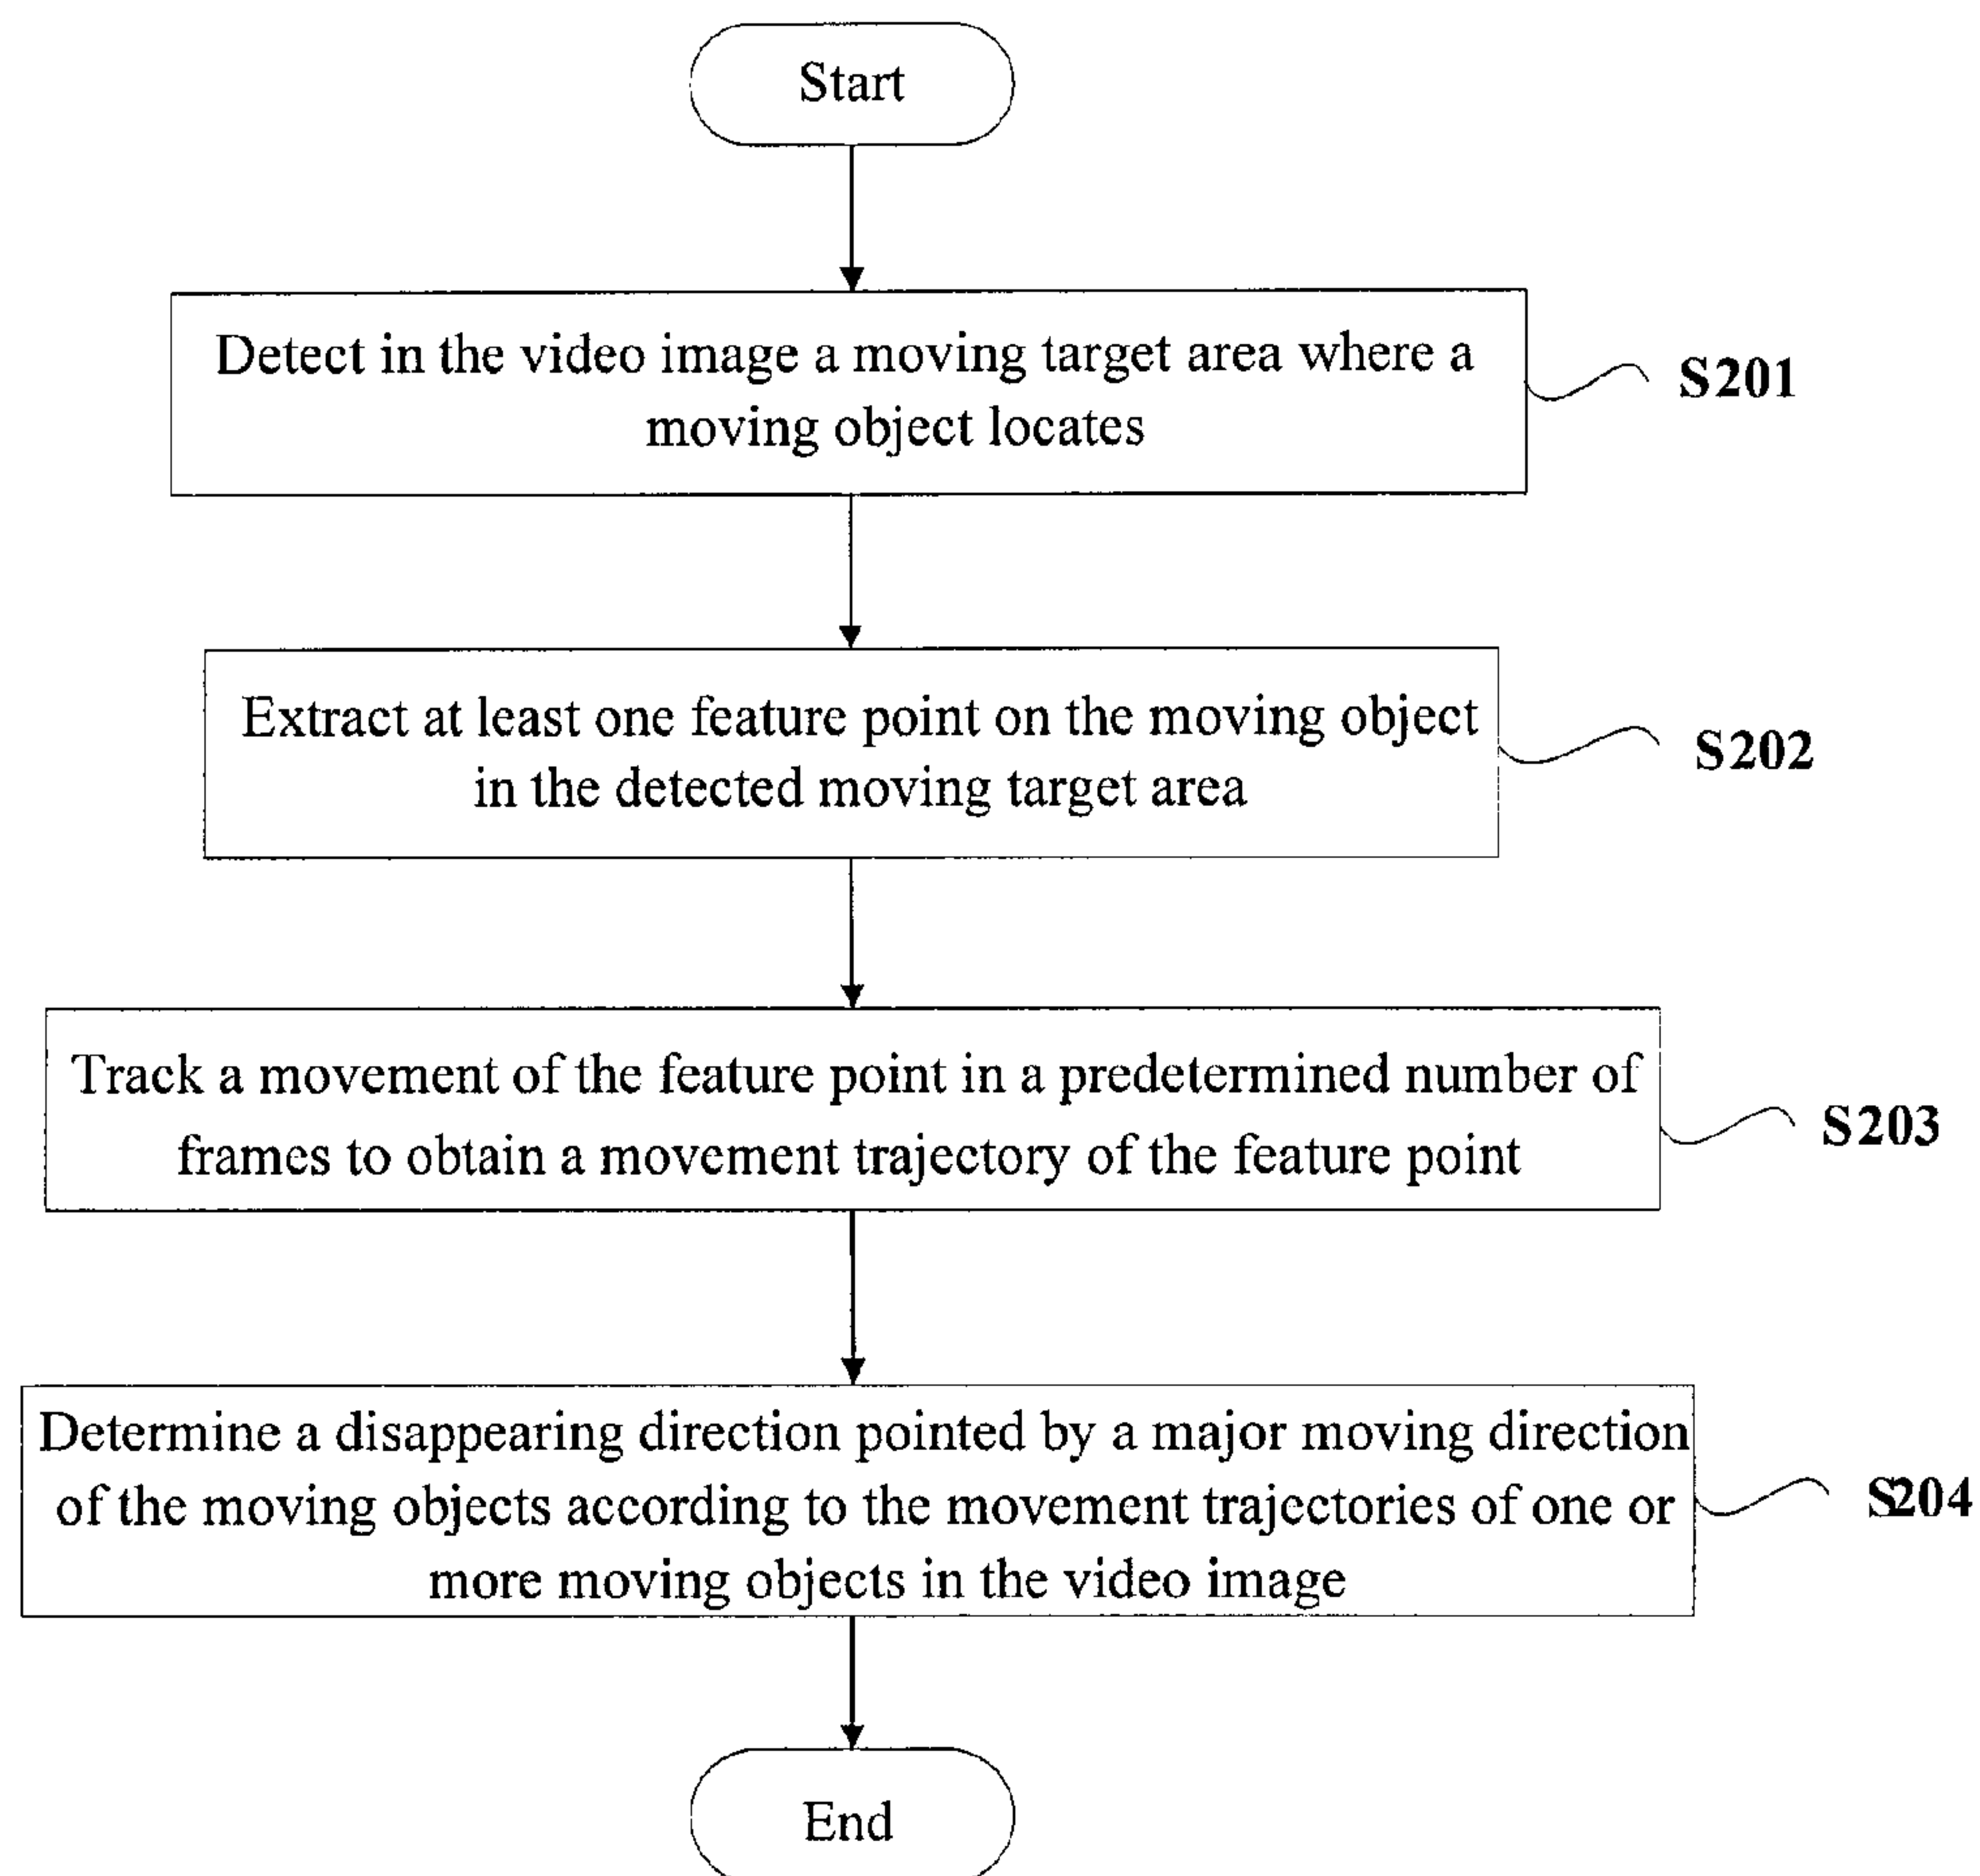 Start
Detect in the video image a moving target area where a
moving object locates
S201
Extract at least one feature point on the moving object
in the detected moving target area
S202
Track a movement of the feature point in a predetermined number of
frames to obtain a movement trajectory of the feature point
S203
Determine a disappearing direction pointed by a major moving direction
of the moving objects according to the movement trajectories of one or
more moving objects in the video image
S204
End